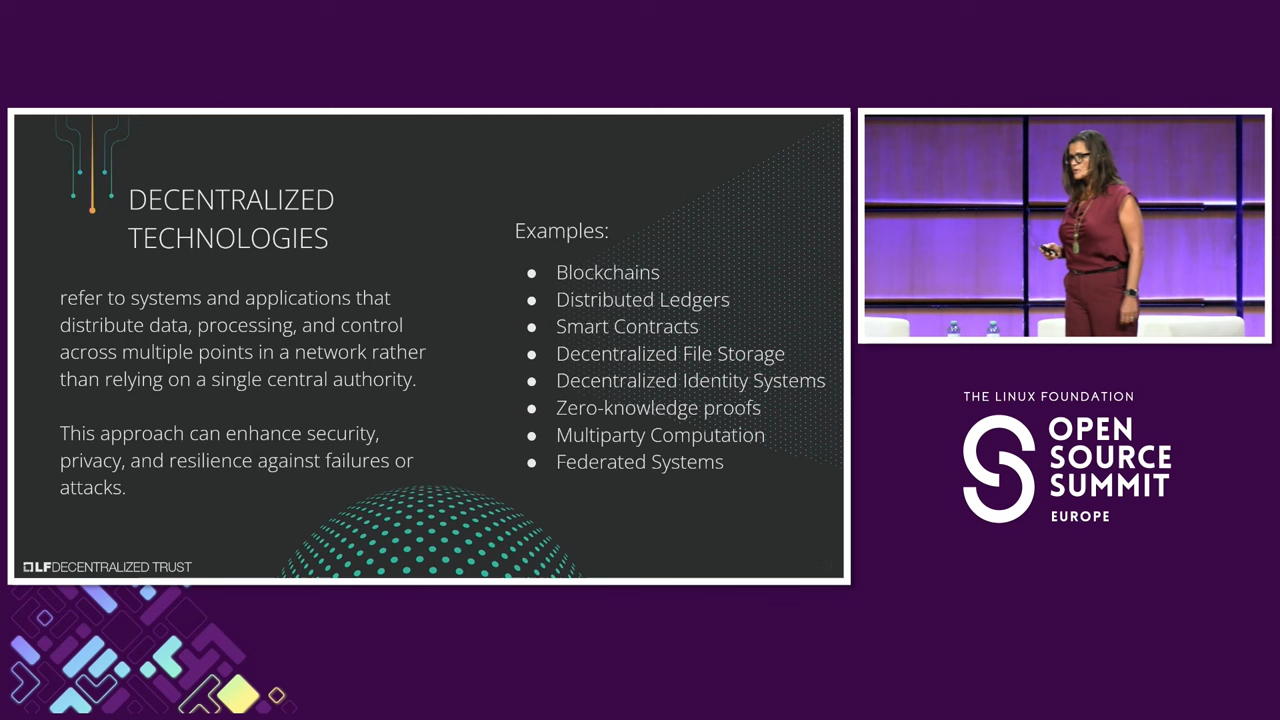 DECENTRALIZED
TECHNOLOGIES
refer to systems and applications that
distribute data, processing, and control
across multiple points in a network rather
than relying on a single central authority.
This approach can enhance security,
privacy, and resilience against failures or
attacks.
Examples:
● Blockchains
● Distributed Ledgers
● Smart Contracts
● Decentralized File Storage
● Decentralized Identity Systems
● Zero-knowledge proofs
● Multiparty Computation
● Federated Systems
LFDECENTRALIZED TRUST
THE LINUX FOUNDATION
OPEN
SOURCE
SUMMIT
EUROPE